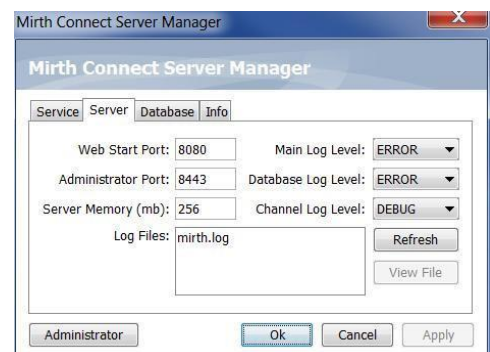 Mirth Connect Server Manager
Mirth Connect Server Manager
Service Server Database Info
Web Start Port: 8080 Main Log Level: ERROR
Administrator Port: 8443 Database Log Level: ERROR
Server Memory (mb): 256 Channel Log Level: DEBUG
Log Files: mirth.log Refresh
View File
Administrator Ok Cancel Apply